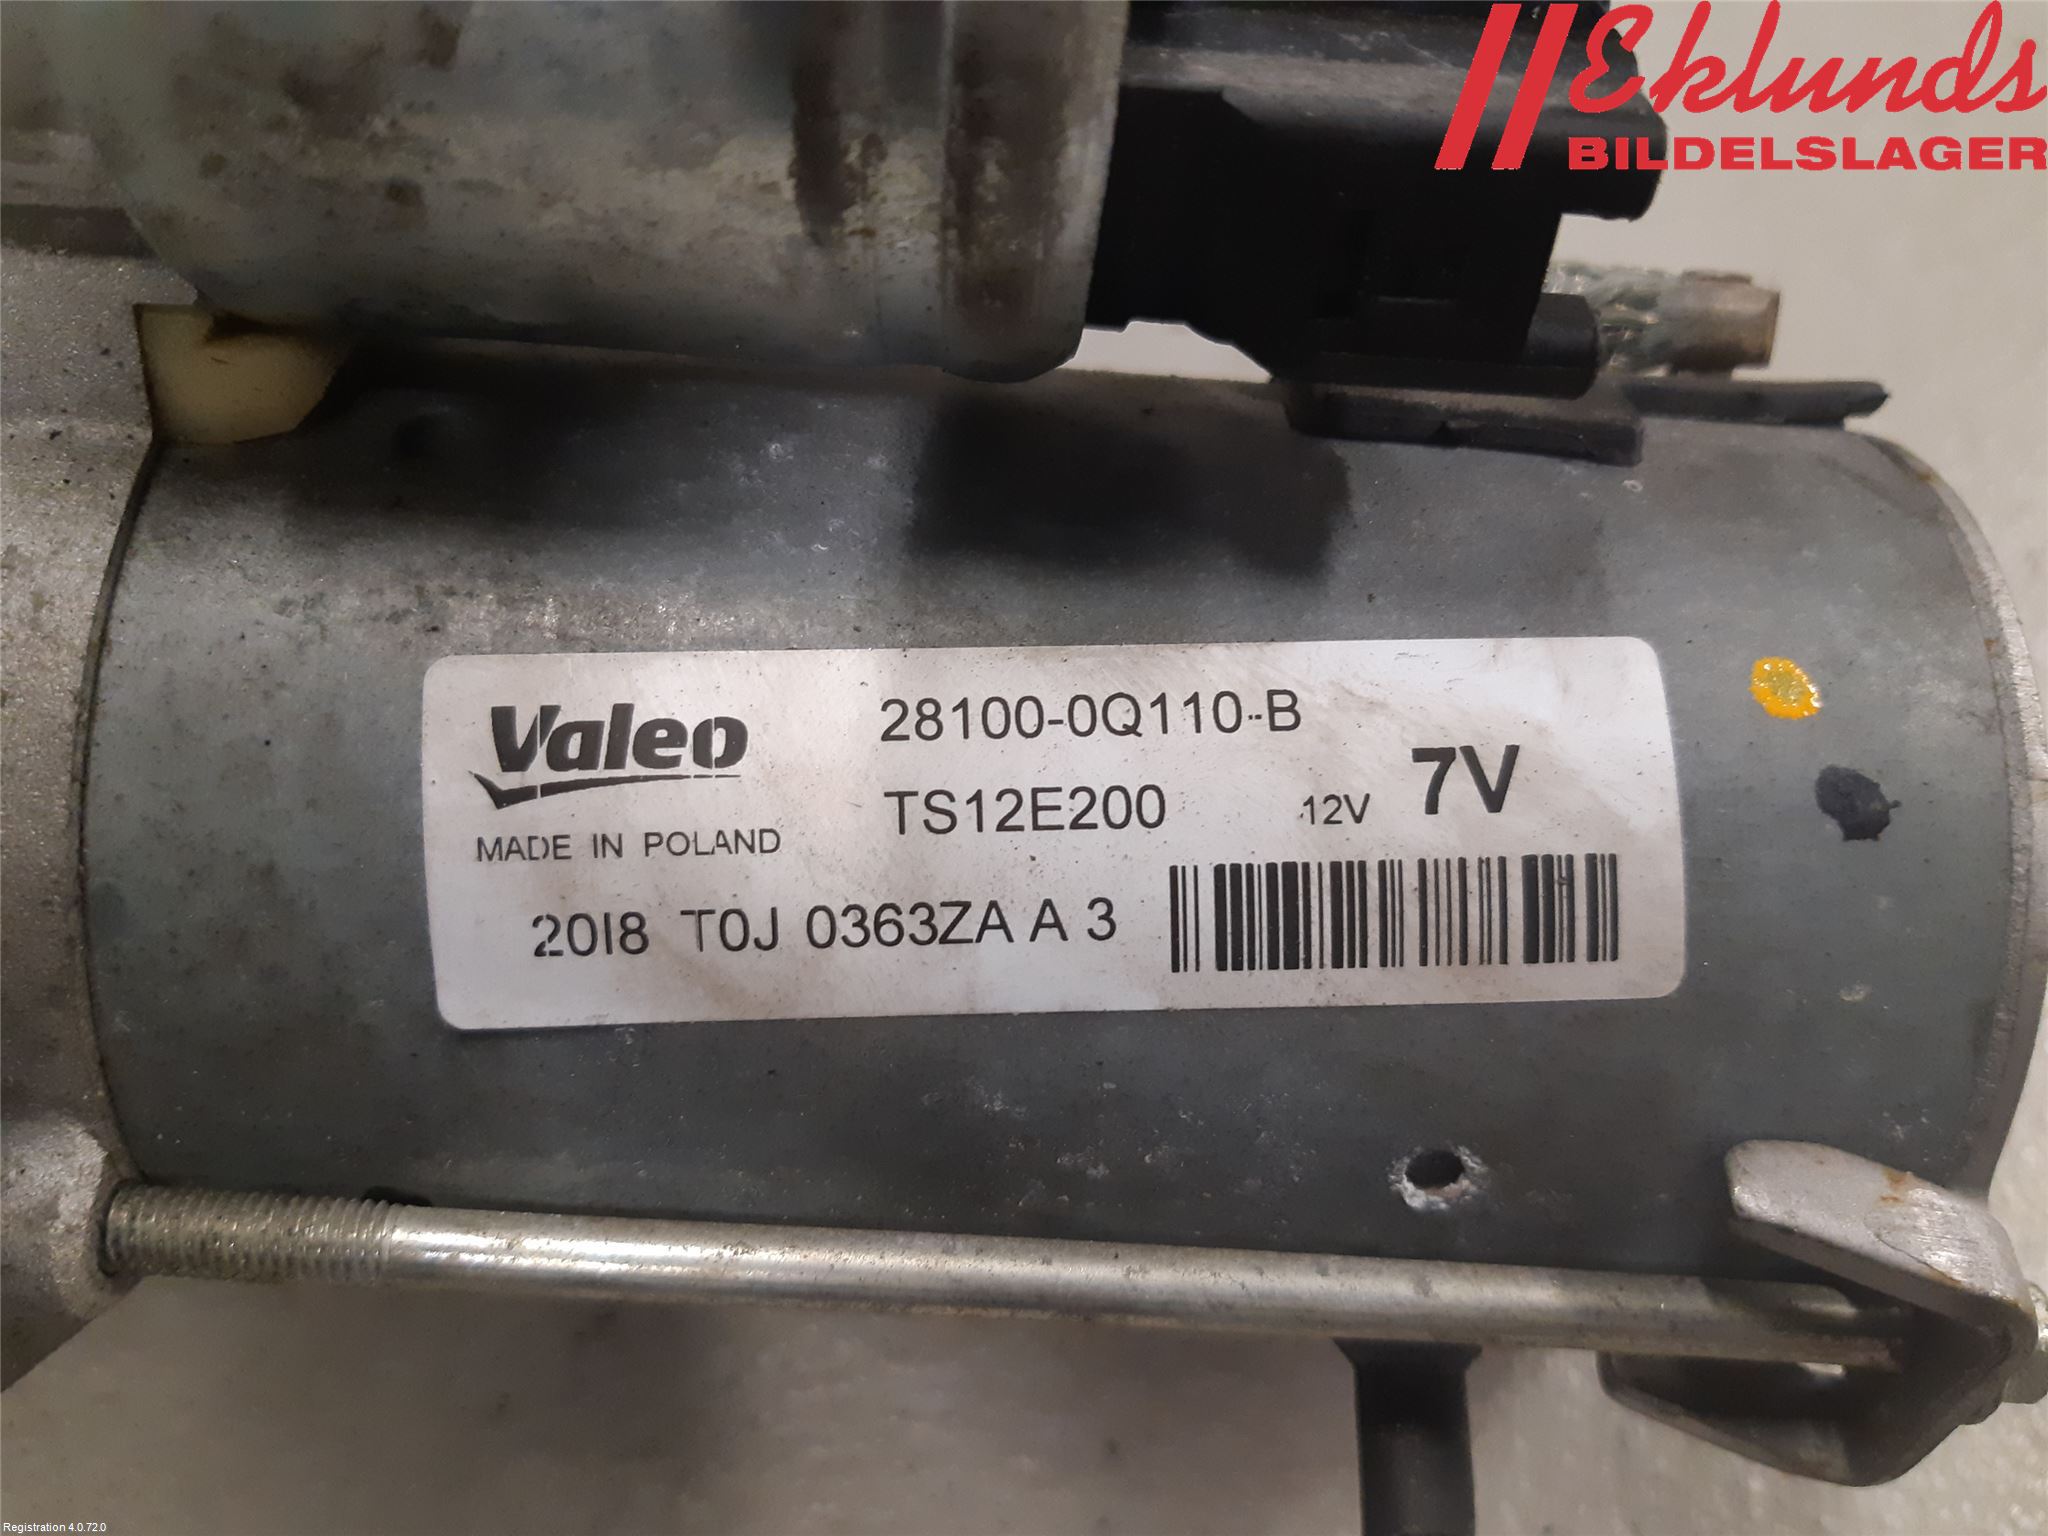 Eklunds
BILDELSLAGER
Valeo
28100-0Q110-B
TS12E200
12V
7V
MADE IN POLAND
2018 T0J 0363ZA A 3
Registration 4.0.72.0